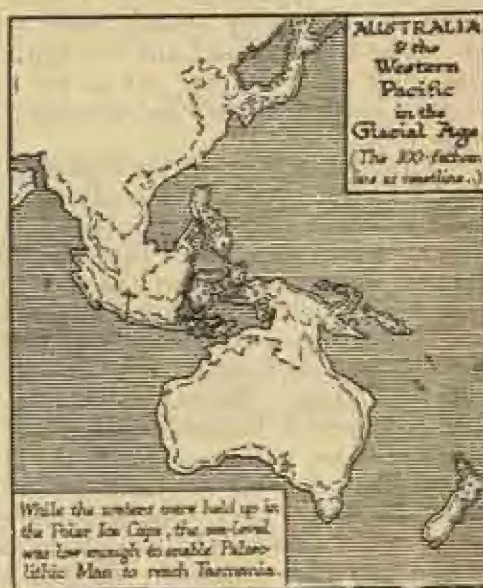 AUSTRALIA
& the
Western
Pacific
in the
Glacial Age
(The 100-fathom
line as coastline..)
While the waters were held up in
the Polar Ice Caps, the sea-level
was low enough to enable Palæo-
lithic Man to reach Tasmania.